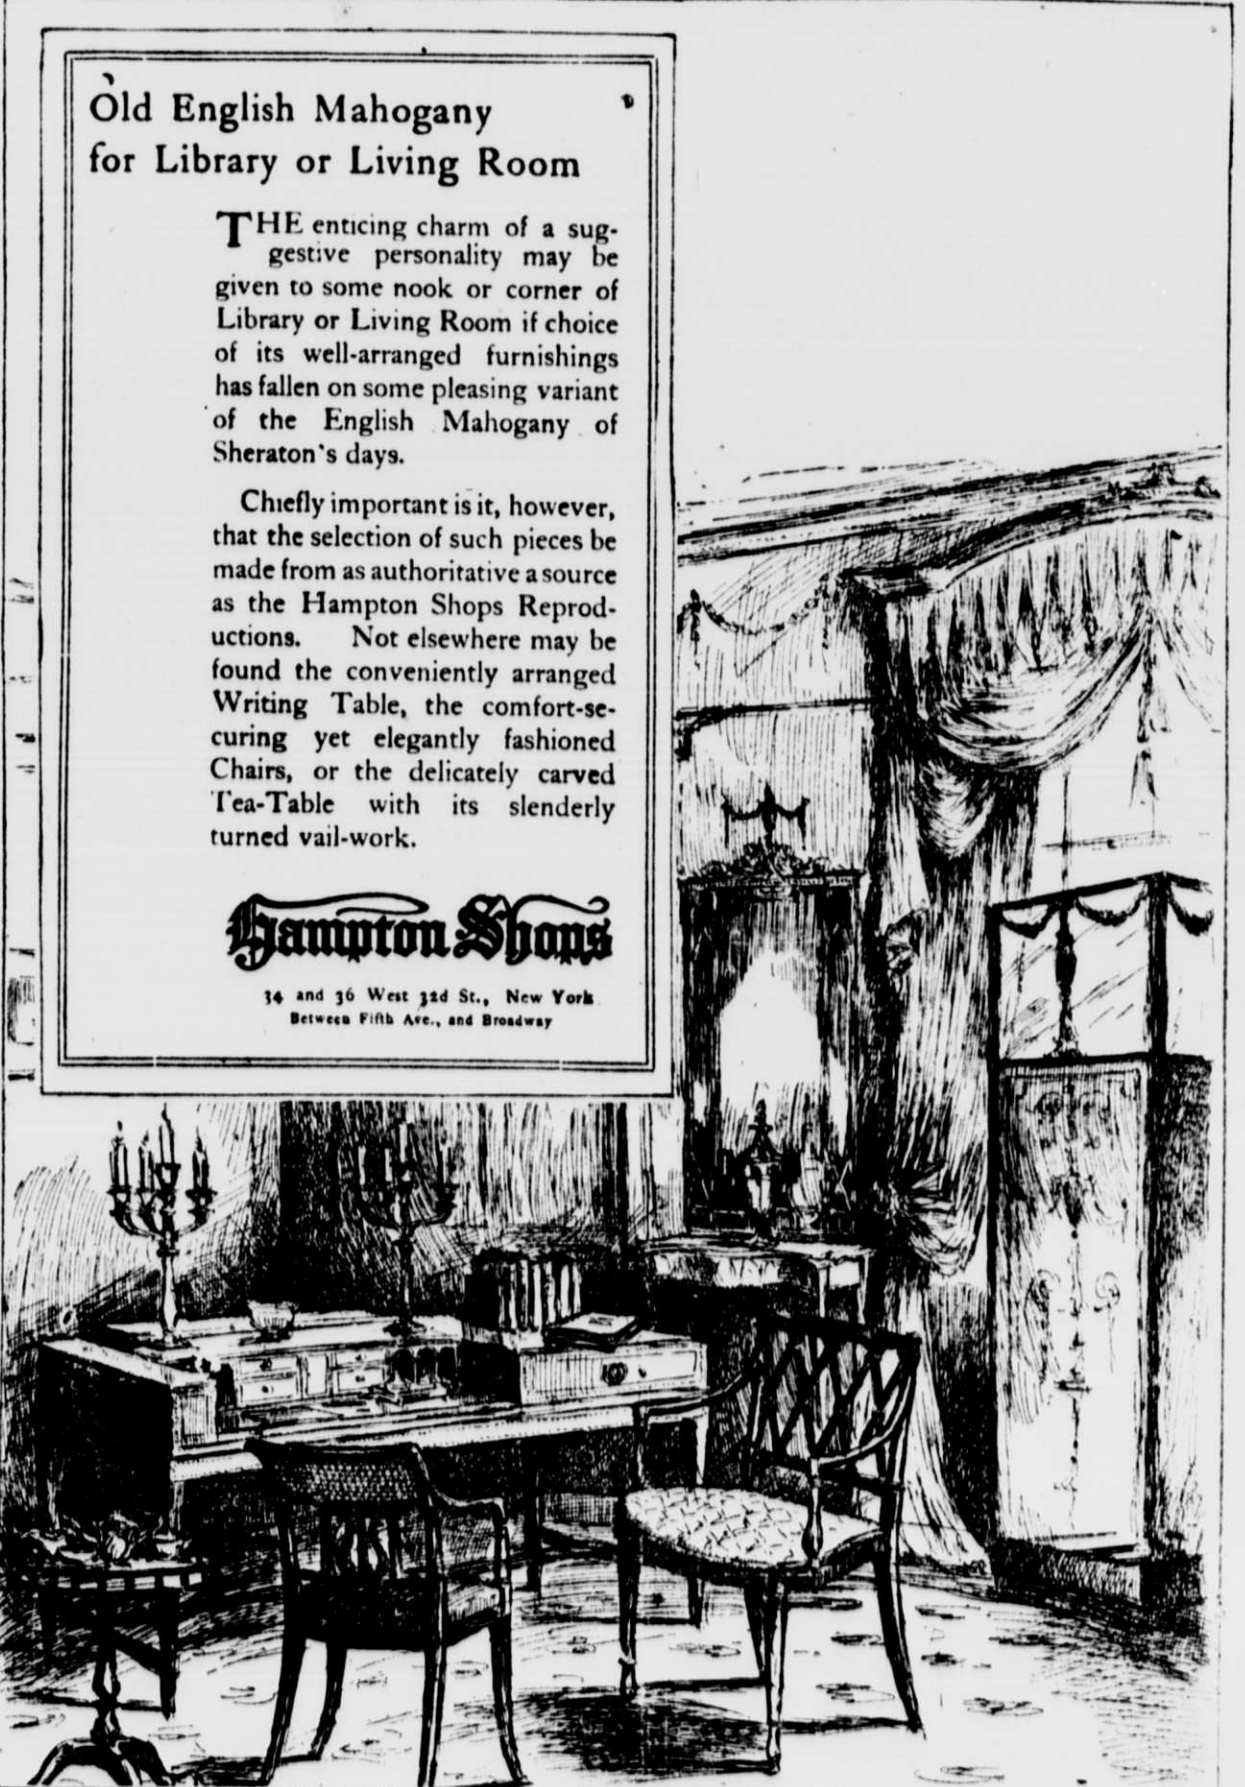 Old English Mahogany
for Library or Living Room
THE enticing charm of a sug-
gestive personality may be
given to some nook or corner of
Library or Living Room if choice
of its well-arranged furnishings
has fallen on some pleasing variant
of the English Mahogany of
Sheraton's days.
Chiefly important is it, however,
that the selection of such pieces be
made from as authoritative a source
as the Hampton Shops Reprod-
uctions. Not elsewhere may be
found the conveniently arranged
Writing Table, the comfort-se-
curing yet elegantly fashioned
Chairs, or the delicately carved
Tea-Table with its slenderly
turned vail-work.
Hampton Shops
34 and 36 West 32d St., New York
Between Fifth Ave., and Broadway